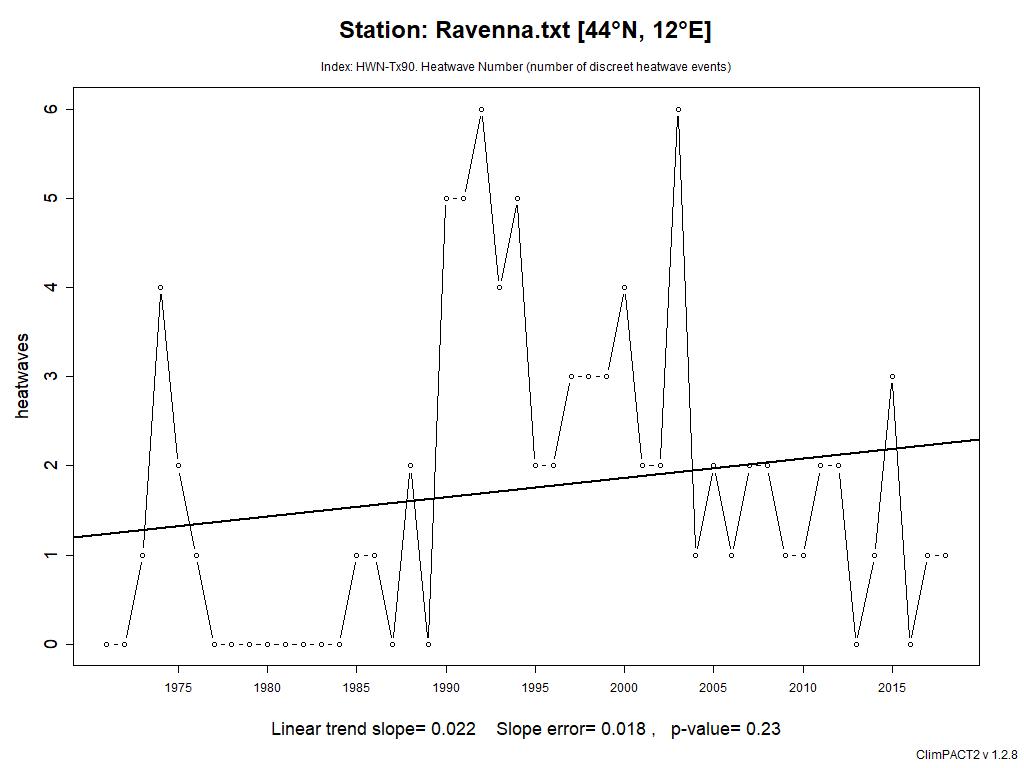 Station: Ravenna.txt [44°N, 12°E]
Index: HWN-Tx90. Heatwave Number (number of discreet heatwave events)
6
5
4
3
2
1
0
heatwaves
1975 1980 1985 1990 1995 2000 2005 2010 2015
Linear trend slope= 0.022 Slope error= 0.018 , p-value= 0.23
ClimPACT2 v 1.2.8